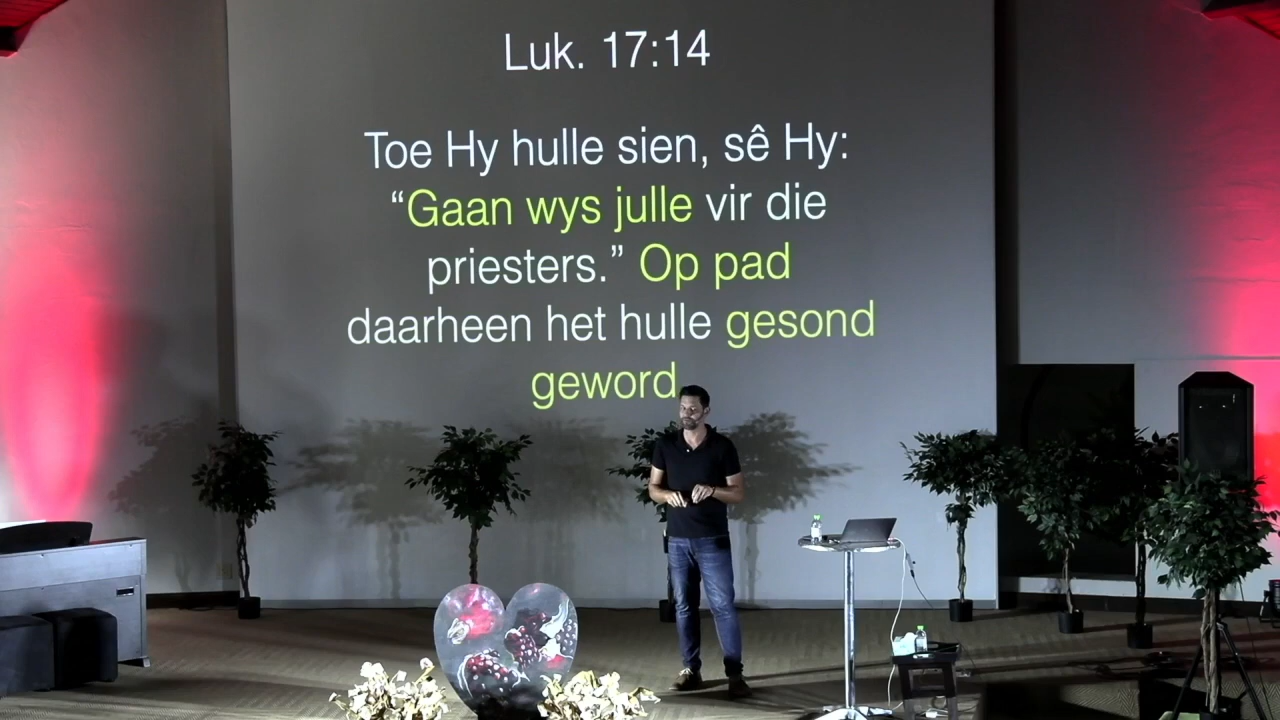 Luk. 17:14
Toe Hy hulle sien, sê Hy:
“Gaan wys julle vir die
priesters.” Op pad
daarheen het hulle gesond
geword.